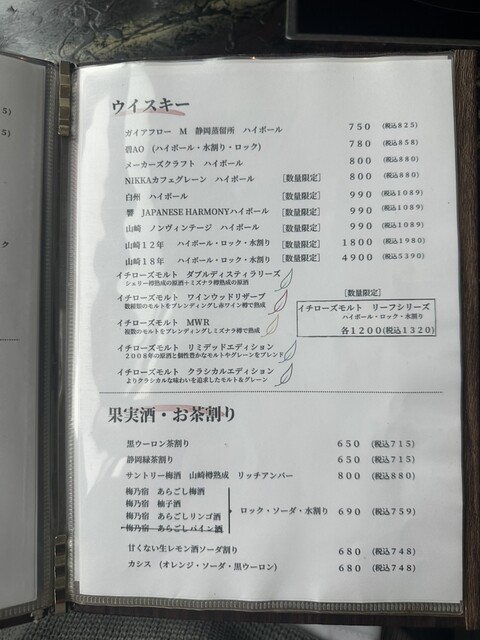 ウイスキー
ガイアフロー M 静岡蒸留所 ハイボール 750 (税込825)
碧AO (ハイボール・水割り・ロック) 780 (税込858)
メーカーズクラフト ハイボール 800 (税込880)
NIKKAカフェグレーン ハイボール [数量限定] 800 (税込880)
白州 ハイボール [数量限定] 990 (税込1089)
響 JAPANESE HARMONYハイボール [数量限定] 990 (税込1089)
山崎 ノンヴィンテージ ハイボール [数量限定] 990 (税込1089)
山崎12年 ハイボール・ロック・水割り [数量限定] 1800 (税込1980)
山崎18年 ハイボール・ロック・水割り [数量限定] 4900 (税込5390)
イチローズモルト ダブルディスティラリーズ
シェリー樽熟成の原酒+ミズナラ樽熟成の原酒
イチローズモルト ワインウッドリザーブ
数種類のモルトをブレンディングし赤ワイン樽で熟成
イチローズモルト MWR
複数のモルトをブレンディングしミズナラ樽で熟成
イチローズモルト リミデッドエディション
2008年の原酒と個性豊かなモルトやグレーンをブレンド
イチローズモルト クラシカルエディション
よりクラシカルな味わいを追求したモルト&グレーン
[数量限定]
イチローズモルト リーフシリーズ
ハイボール・ロック・水割り
各1200(税込1320)
果実酒・お茶割り
黒ウーロン茶割り 650 (税込715)
静岡緑茶割り 650 (税込715)
サントリー梅酒 山崎樽熟成 リッチアンバー 800 (税込880)
梅乃宿 あらごし梅酒
梅乃宿 柚子酒
梅乃宿 あらごしリンゴ酒
梅乃宿 あらごしパイン酒
ロック・ソーダ・水割り 690 (税込759)
甘くない生レモン酒ソーダ割り 680 (税込748)
カシス (オレンジ・ソーダ・黒ウーロン) 680 (税込748)